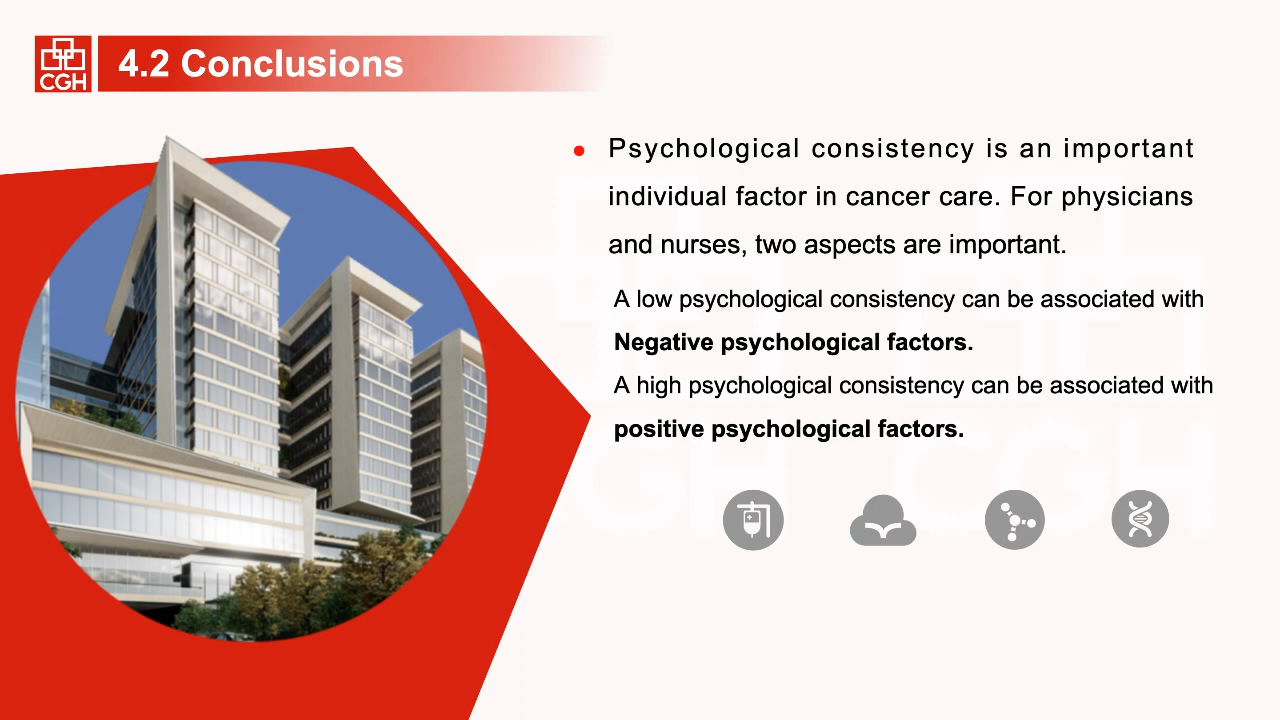 CGH
4.2 Conclusions
Psychological consistency is an important
individual factor in cancer care. For physicians
and nurses, two aspects are important.
A low psychological consistency can be associated with
Negative psychological factors.
A high psychological consistency can be associated with
positive psychological factors.
CGH